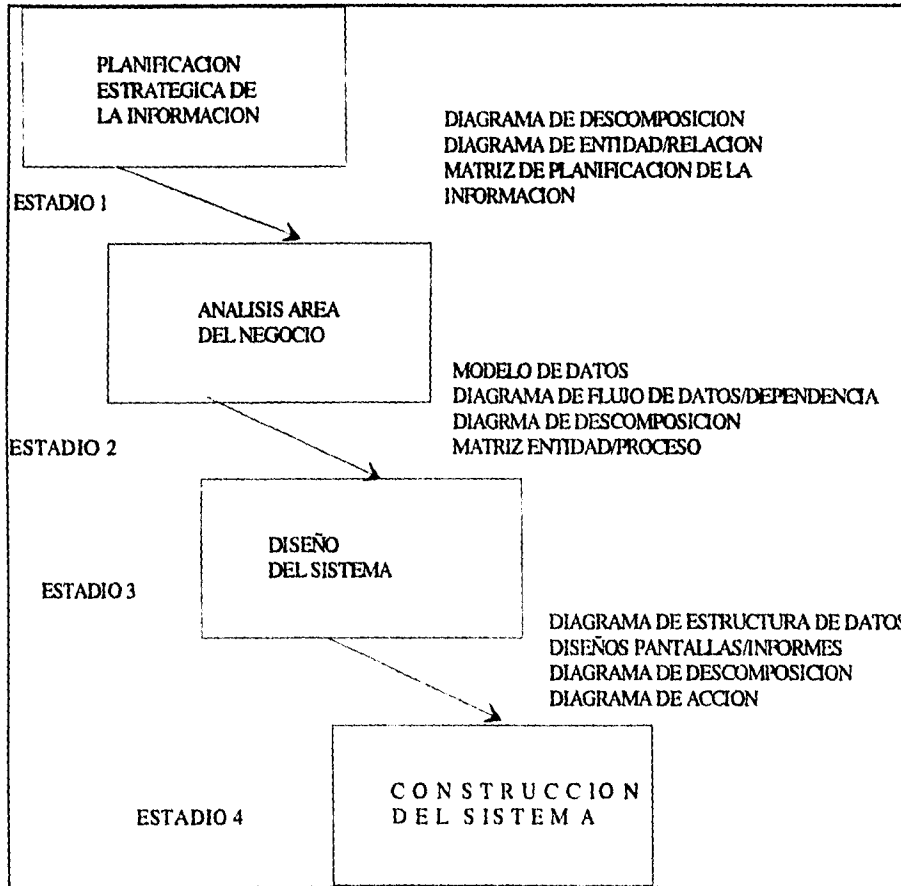 PLANIFICACION
ESTRATEGICA DE
LA INFORMACION
DIAGRAMA DE DESCOMPOSICION
DIAGRAMA DE ENTIDAD/RELACION
MATRIZ DE PLANIFICACION DE LA
INFORMACION
ESTADIO 1
ANALISIS AREA
DEL NEGOCIO
MODELO DE DATOS
DIAGRAMA DE FLUJO DE DATOS/DEPENDENCIA
DIAGRMA DE DESCOMPOSICION
MATRIZ ENTIDAD/PROCESO
ESTADIO 2
DISEÑO
DEL SISTEMA
ESTADIO 3
DIAGRAMA DE ESTRUCTURA DE DATOS
DISEÑOS PANTALLAS/INFORMES
DIAGRAMA DE DESCOMPOSICION
DIAGRAMA DE ACCION
CONSTRUCCION
DEL SISTEMA
ESTADIO 4